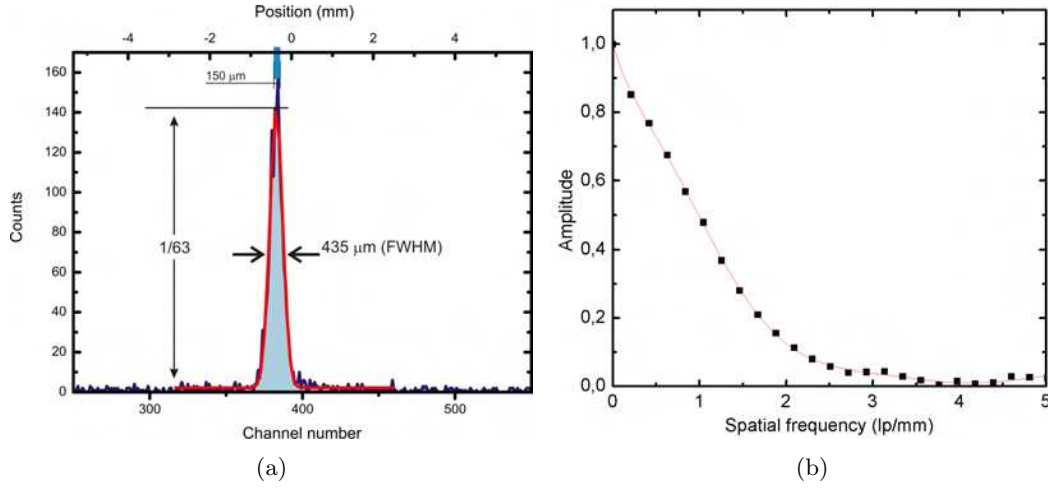 Position (mm)
-4 -2 0 2 4
160
140
120
100
80
60
40
20
0
Counts
150 μm
1/63
435 μm (FWHM)
300 400 500
Channel number
(a)
1,0
0,8
0,6
0,4
0,2
0,0
Amplitude
0 1 2 3 4 5
Spatial frequency (lp/mm)
(b)